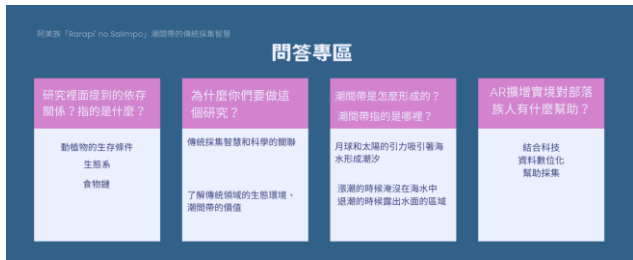 阿美族「Rarapi' no Salimpo」潮間帶的傳統採集智慧
問答專區
研究裡面提到的依存
關係？指的是什麼？
動植物的生存條件
生態系
食物鏈
為什麼你們要做這
個研究？
傳統採集智慧和科學的關聯
了解傳統領域的生態環境、
潮間帶的價值
潮間帶是怎麼形成的？
潮間帶指的是哪裡？
月球和太陽的引力吸引著海
水形成潮汐
漲潮的時候淹沒在海水中
退潮的時候露出水面的區域
AR擴增實境對部落
族人有什麼幫助？
結合科技
資料數位化
幫助採集